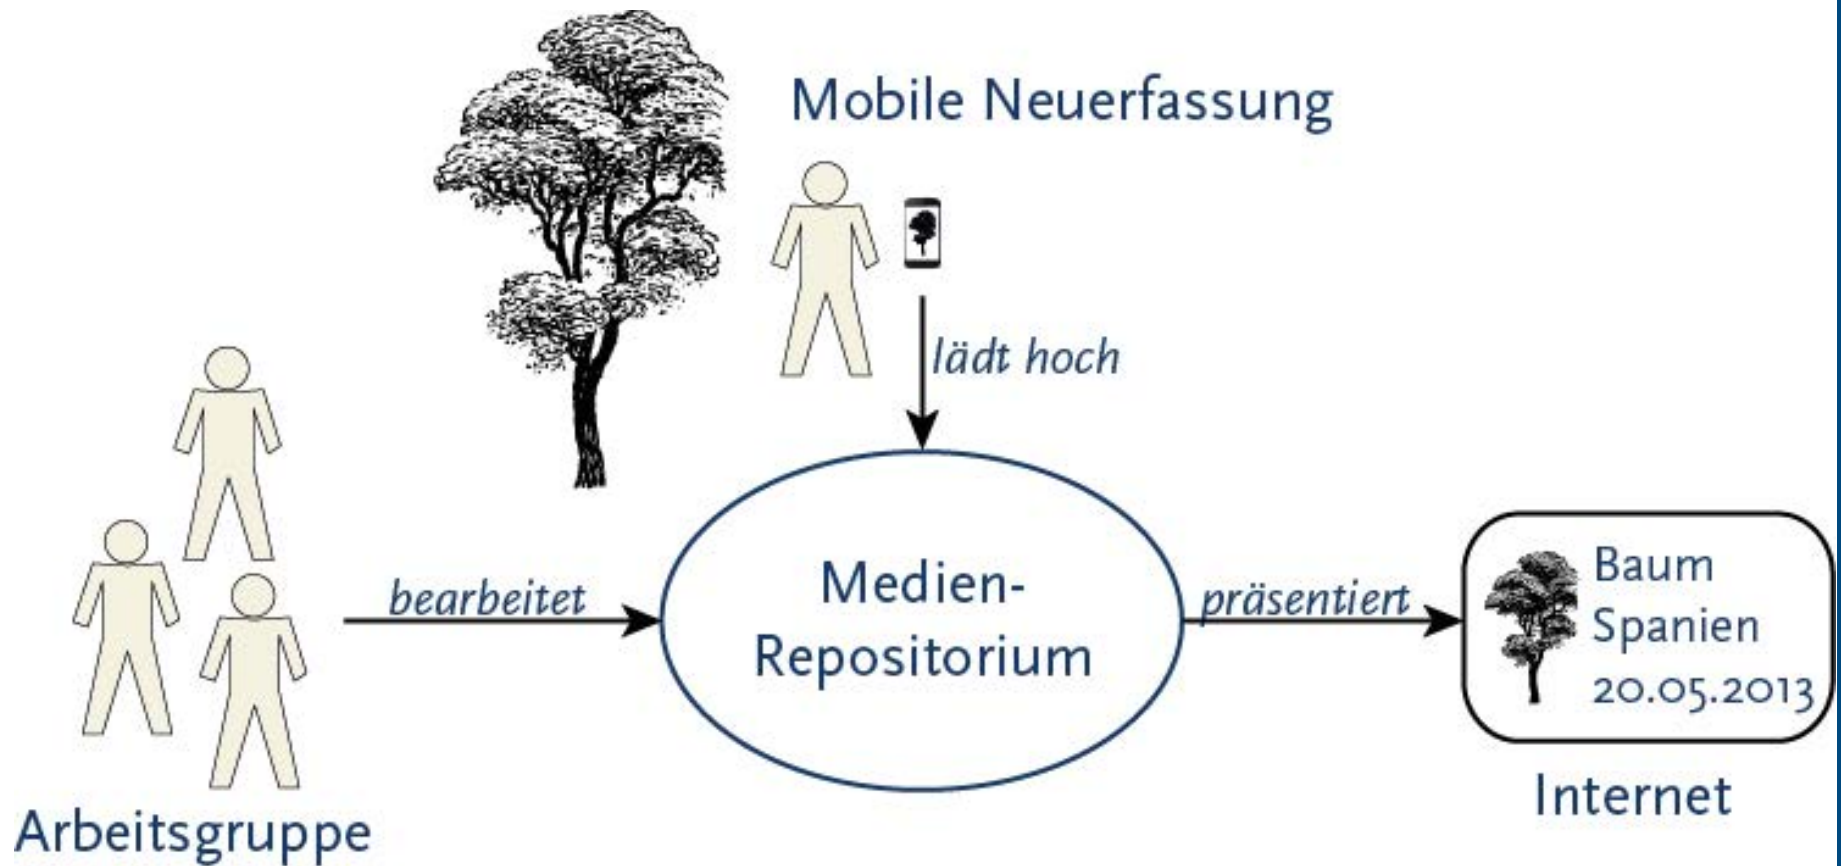 Mobile Neuerfassung
lädt hoch
bearbeitet
Medien-
Repositorium
präsentiert
Baum
Spanien
20.05.2013
Internet
Arbeitsgruppe